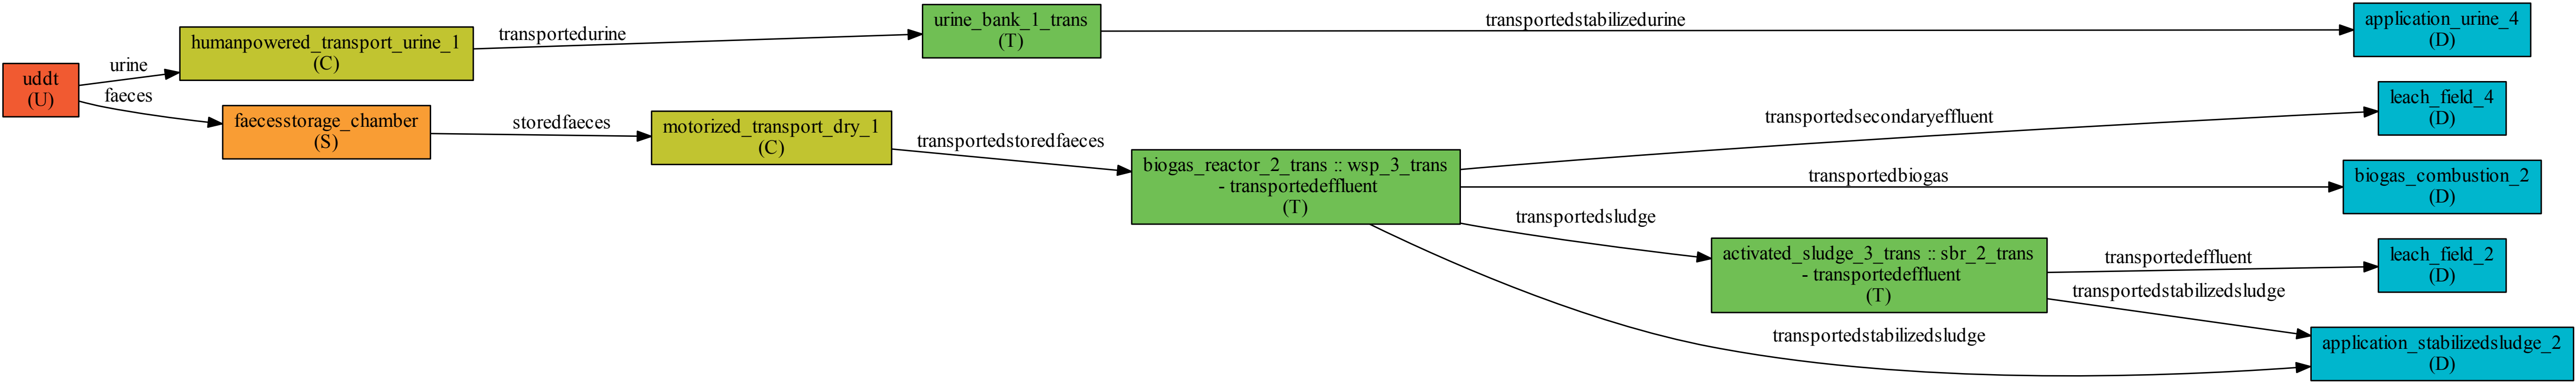 uddt
(U)
urine
faeces
humanpowered_transport_urine_1
(C)
faecesstorage_chamber
(S)
transportedurine
storedfaeces
motorized_transport_dry_1
(C)
urine_bank_1_trans
(T)
transportedstoredfaeces
biogas_reactor_2_trans :: wsp_3_trans
- transportedeffluent
(T)
transportedstabilizedurine
transportedsecondaryeffluent
transportedbiogas
transportedsludge
transportedstabilizedsludge
activated_sludge_3_trans :: sbr_2_trans
- transportedeffluent
(T)
transportedeffluent
transportedstabilizedsludge
application_urine_4
(D)
leach_field_4
(D)
biogas_combustion_2
(D)
leach_field_2
(D)
application_stabilizedsludge_2
(D)